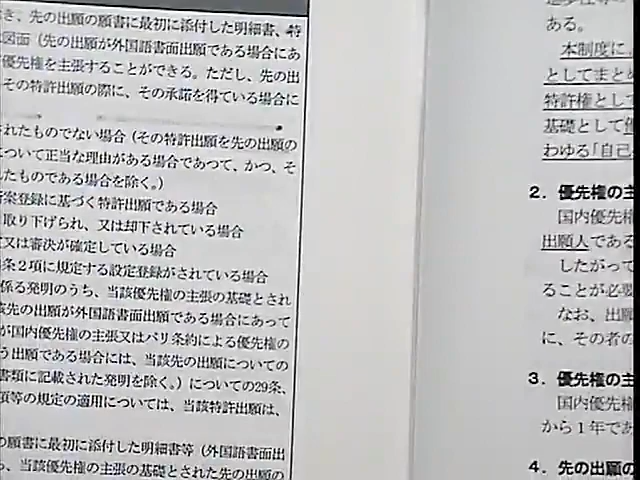 き、先の出願の願書に最初に添付した明細書、特
図面（先の出願が外国語書面出願である場合にあ
優先権を主張することができる。ただし、先の出
その特許出願の際に、その承諾を得ている場合に
れたものでない場合（その特許出願を先の出願の
ついて正当な理由がある場合であつて、かつ、そ
たものである場合を除く。）
案登録に基づく特許出願である場合
取り下げられ、又は却下されている場合
又は審決が確定している場合
条２項に規定する設定登録がされている場合
係る発明のうち、当該優先権の主張の基礎とされ
先の出願が外国語書面出願である場合にあって
が国内優先権の主張又はパリ条約による優先権の
う出願である場合には、当該先の出願についての
書類に記載された発明を除く。）についての29条、
項等の規定の適用については、当該特許出願は、
の願書に最初に添付した明細書等（外国語書面出
ら、当該優先権の主張の基礎とされた先の出願の
ある。
本制度に
としてまと
特許権とし
基礎として
わゆる「自己
２．優先権の主
国内優先
出願人である
したがって
ることが必要
なお、出願
に、その者の
３．優先権の主
国内優先
から１年であ
４．先の出願の